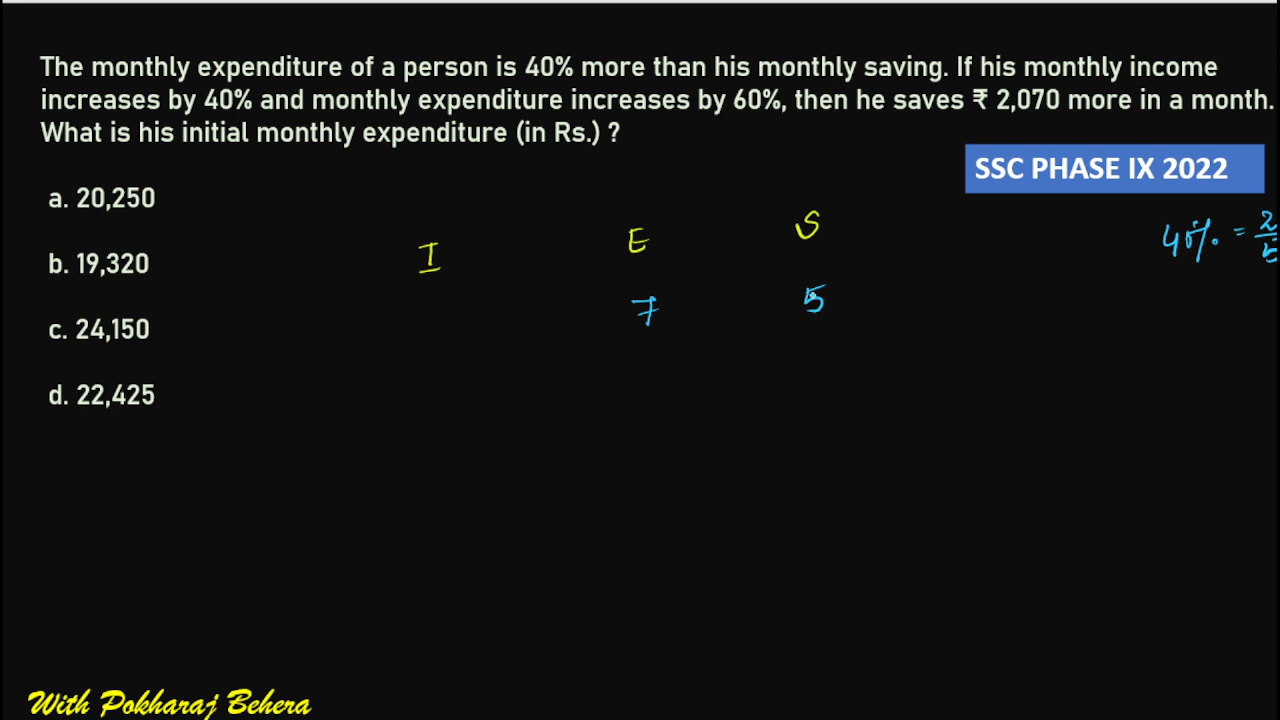 The monthly expenditure of a person is 40% more than his monthly saving. If his monthly income
increases by 40% and monthly expenditure increases by 60%, then he saves ₹ 2,070 more in a month.
What is his initial monthly expenditure (in Rs.) ?
SSC PHASE IX 2022
a. 20,250
b. 19,320
c. 24,150
d. 22,425
I E S
7 5
40% = 2/5
With Pokharaj Behera